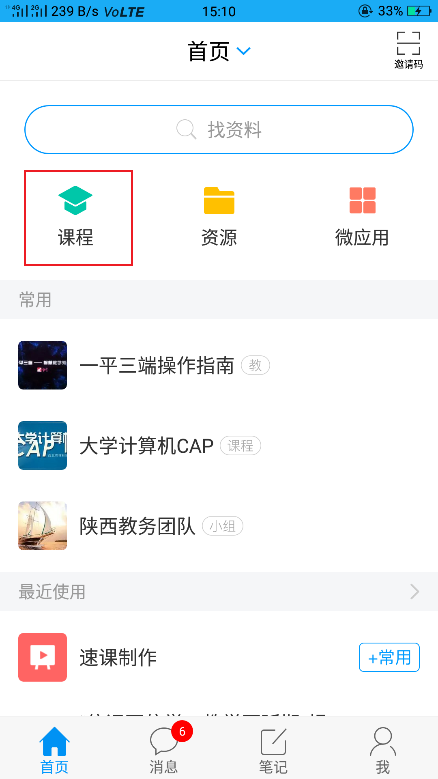 4G 2G 239 B/s VoLTE 15:10 33%
首页
邀请码
找资料
课程 资源 微应用
常用
一平三端操作指南 教
大学计算机CAP 课程
陕西教务团队 小组
最近使用
速课制作 +常用
6
首页 消息 笔记 我